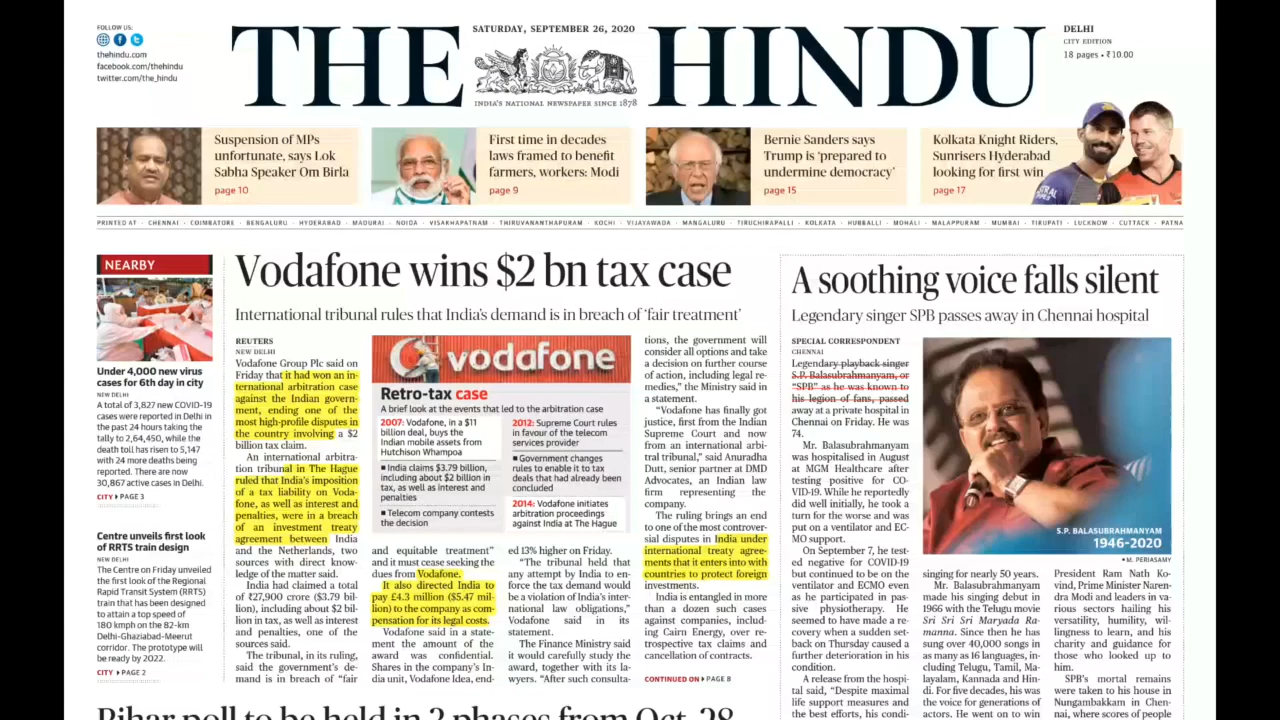 FOLLOW US:
thehindu.com
facebook.com/thehindu
twitter.com/the_hindu
SATURDAY, SEPTEMBER 26, 2020
THE HINDU
INDIA'S NATIONAL NEWSPAPER SINCE 1878
DELHI
CITY EDITION
18 pages • ₹10.00
Suspension of MPs
unfortunate, says Lok
Sabha Speaker Om Birla
page 10
First time in decades
laws framed to benefit
farmers, workers: Modi
page 9
Bernie Sanders says
Trump is ‘prepared to
undermine democracy’
page 15
Kolkata Knight Riders,
Sunrisers Hyderabad
looking for first win
page 17
PRINTED AT · CHENNAI · COIMBATORE · BENGALURU · HYDERABAD · MADURAI · NOIDA · VISAKHAPATNAM · THIRUVANANTHAPURAM · KOCHI · VIJAYAWADA · MANGALURU · TIRUCHIRAPALLI · KOLKATA · HUBBALLI · MOHALI · MALAPPURAM · MUMBAI · TIRUPATI · LUCKNOW · CUTTACK · PATNA
NEARBY
Under 4,000 new virus
cases for 6th day in city
NEW DELHI
A total of 3,827 new COVID-19
cases were reported in Delhi in
the past 24 hours taking the
tally to 2,64,450, while the
death toll has risen to 5,147
with 24 more deaths being
reported. There are now
30,867 active cases in Delhi.
CITY PAGE 3
Centre unveils first look
of RRTS train design
NEW DELHI
The Centre on Friday unveiled
the first look of the Regional
Rapid Transit System (RRTS)
train that has been designed
to attain a top speed of
180 kmph on the 82-km
Delhi-Ghaziabad-Meerut
corridor. The prototype will
be ready by 2022.
CITY PAGE 2
Vodafone wins $2 bn tax case
International tribunal rules that India's demand is in breach of ‘fair treatment’
REUTERS
NEW DELHI
Vodafone Group Plc said on
Friday that it had won an in-
ternational arbitration case
against the Indian govern-
ment, ending one of the
most high-profile disputes in
the country involving a $2
billion tax claim.
An international arbitra-
tion tribunal in The Hague
ruled that India's imposition
of a tax liability on Voda-
fone, as well as interest and
penalties, were in a breach
of an investment treaty
agreement between India
and the Netherlands, two
sources with direct know-
ledge of the matter said.
India had claimed a total
of ₹27,900 crore ($3.79 bil-
lion), including about $2 bil-
lion in tax, as well as interest
and penalties, one of the
sources said.
The tribunal, in its ruling,
said the government's de-
mand is in breach of “fair
vodafone
Retro-tax case
A brief look at the events that led to the arbitration case
2007: Vodafone, in a $11
billion deal, buys the
Indian mobile assets from
Hutchison Whampoa
■ India claims $3.79 billion,
including about $2 billion in
tax, as well as interest and
penalties
■ Telecom company contests
the decision
2012: Supreme Court rules
in favour of the telecom
services provider
■ Government changes
rules to enable it to tax
deals that had already been
concluded
2014: Vodafone initiates
arbitration proceedings
against India at The Hague
and equitable treatment”
and it must cease seeking the
dues from Vodafone.
It also directed India to
pay £4.3 million ($5.47 mil-
lion) to the company as com-
pensation for its legal costs.
Vodafone said in a state-
ment the amount of the
award was confidential.
Shares in the company's In-
dia unit, Vodafone Idea, end-
ed 13% higher on Friday.
“The tribunal held that
any attempt by India to en-
force the tax demand would
be a violation of India's inter-
national law obligations,”
Vodafone said in its
statement.
The Finance Ministry said
it would carefully study the
award, together with its la-
wyers. “After such consulta-
tions, the government will
consider all options and take
a decision on further course
of action, including legal re-
medies,” the Ministry said in
a statement.
“Vodafone has finally got
justice, first from the Indian
Supreme Court and now
from an international arbi-
tral tribunal,” said Anuradha
Dutt, senior partner at DMD
Advocates, an Indian law
firm representing the
company.
The ruling brings an end
to one of the most controver-
sial disputes in India under
international treaty agree-
ments that it enters into with
countries to protect foreign
investments.
India is entangled in more
than a dozen such cases
against companies, includ-
ing Cairn Energy, over re-
trospective tax claims and
cancellation of contracts.
CONTINUED ON PAGE 8
A soothing voice falls silent
Legendary singer SPB passes away in Chennai hospital
SPECIAL CORRESPONDENT
CHENNAI
Legendary playback singer
S.P. Balasubrahmanyam, or
“SPB” as he was known to
his legion of fans, passed
away at a private hospital in
Chennai on Friday. He was
74.
Mr. Balasubrahmanyam
was hospitalised in August
at MGM Healthcare after
testing positive for CO-
VID-19. While he reportedly
did well initially, he took a
turn for the worse and was
put on a ventilator and EC-
MO support.
On September 7, he test-
ed negative for COVID-19
but continued to be on the
ventilator and ECMO even
as he participated in pas-
sive physiotherapy. He
seemed to have made a re-
covery when a sudden set-
back on Thursday caused a
further deterioration in his
condition.
A release from the hospi-
tal said, “Despite maximal
life support measures and
the best efforts, his condi-
S.P. BALASUBRAHMANYAM
1946-2020
• M. PERIASAMY
singing for nearly 50 years.
Mr. Balasubrahmanyam
made his singing debut in
1966 with the Telugu movie
Sri Sri Sri Maryada Ra-
manna. Since then he has
sung over 40,000 songs in
as many as 16 languages, in-
cluding Telugu, Tamil, Ma-
layalam, Kannada and Hin-
di. For five decades, he was
the voice for generations of
actors. He went on to win
President Ram Nath Ko-
vind, Prime Minister Naren-
dra Modi and leaders in va-
rious sectors hailing his
versatility, humility, wil-
lingness to learn, and his
charity and guidance for
those who looked up to
him.
SPB's mortal remains
were taken to his house in
Nungambakkam in Chen-
nai, where scores of people
Bihar poll to be held in 3 phases from Oct. 28